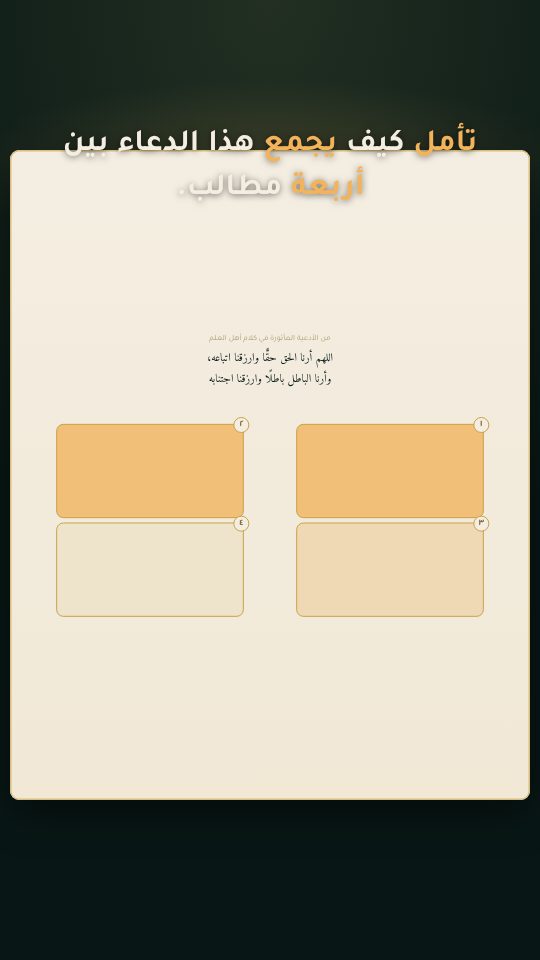 تأمل كيف يجمع هذا الدعاء بين
أربعة مطالب.
من الأدعية المأثورة في كلام أهل العلم
اللهم أرنا الحق حقًّا وارزقنا اتباعه،
وأرنا الباطل باطلًا وارزقنا اجتنابه
١
٢
٣
٤